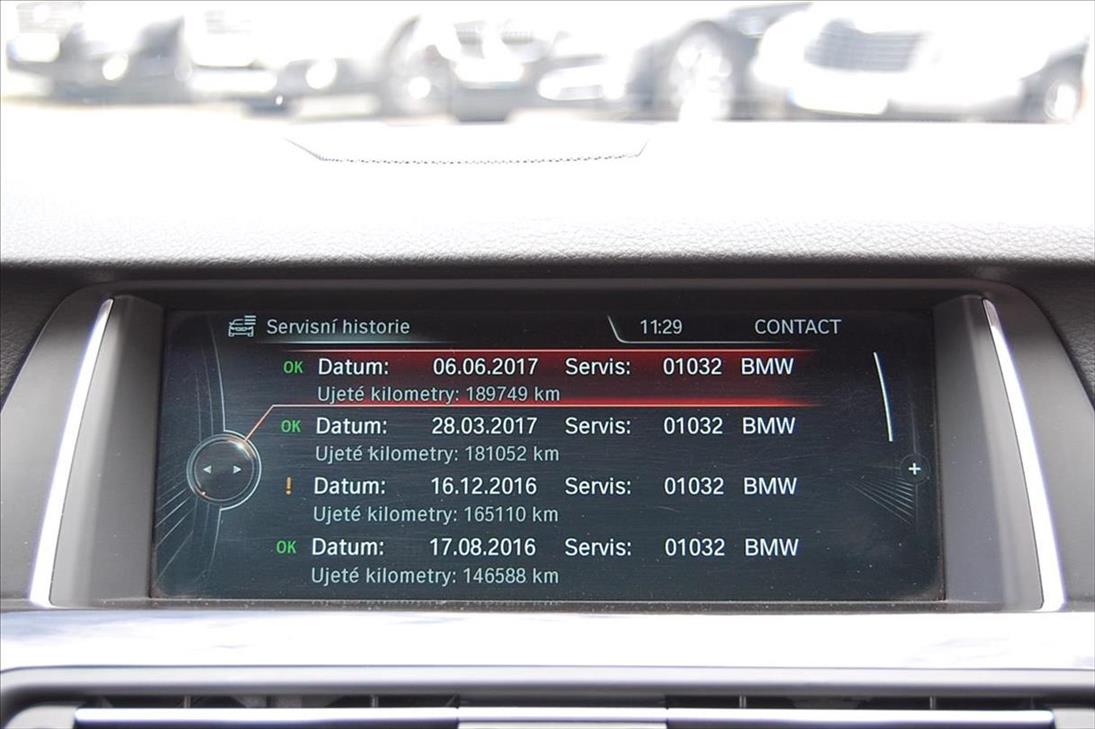 Servisní historie 11:29 CONTACT
OK Datum: 06.06.2017 Servis: 01032 BMW
Ujeté kilometry: 189749 km
OK Datum: 28.03.2017 Servis: 01032 BMW
Ujeté kilometry: 181052 km
! Datum: 16.12.2016 Servis: 01032 BMW
Ujeté kilometry: 165110 km
OK Datum: 17.08.2016 Servis: 01032 BMW
Ujeté kilometry: 146588 km